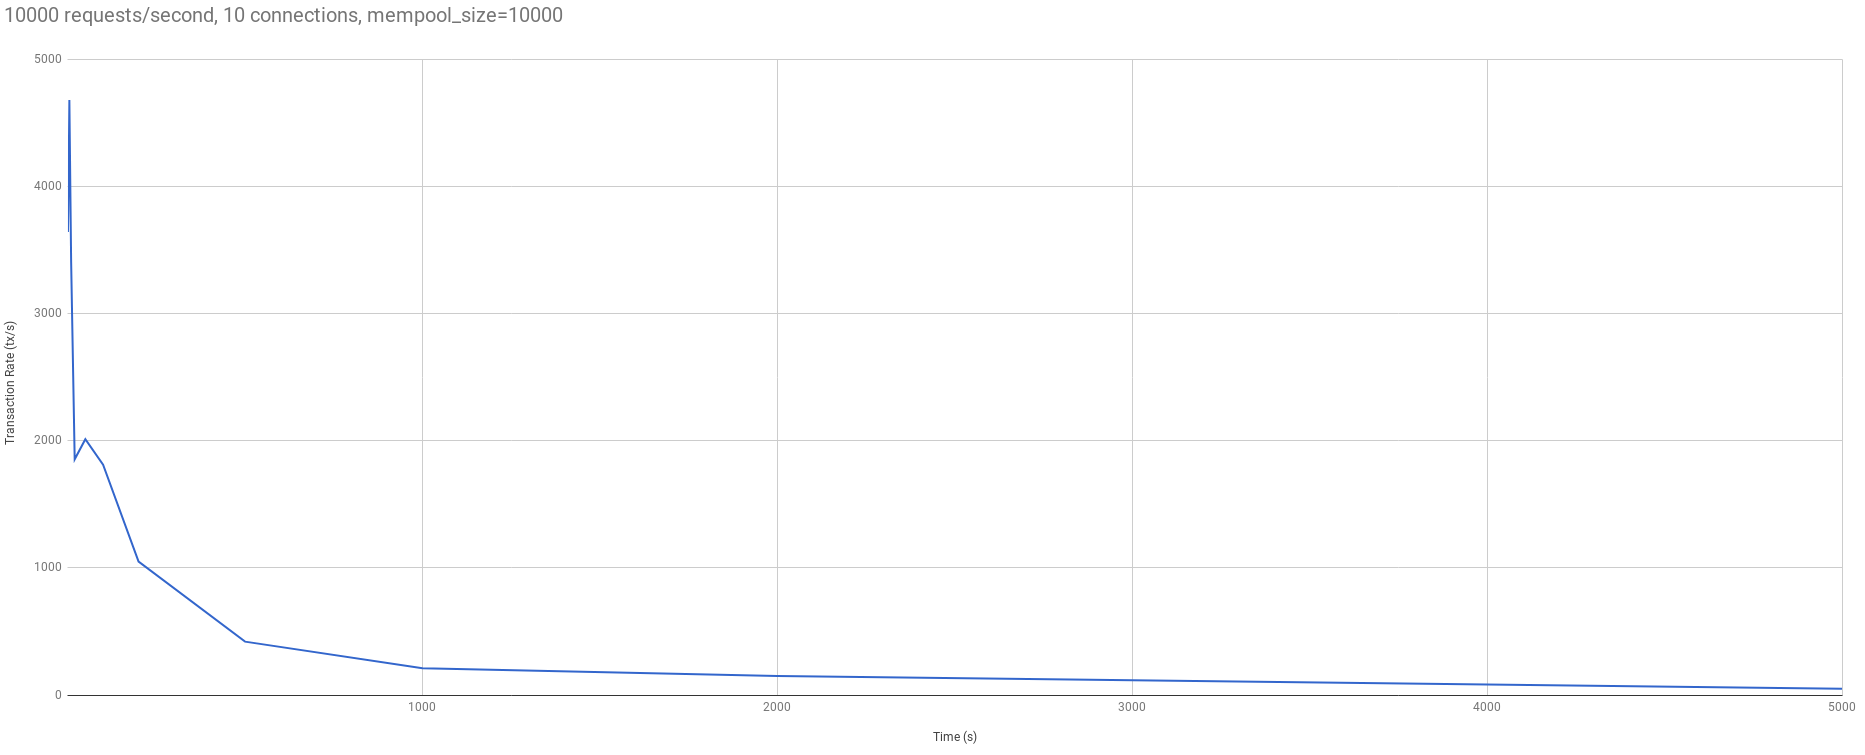 10000 requests/second, 10 connections, mempool_size=10000
5000
4000
3000
2000
1000
0
Transaction Rate (tx/s)
1000 2000 3000 4000 5000
Time (s)